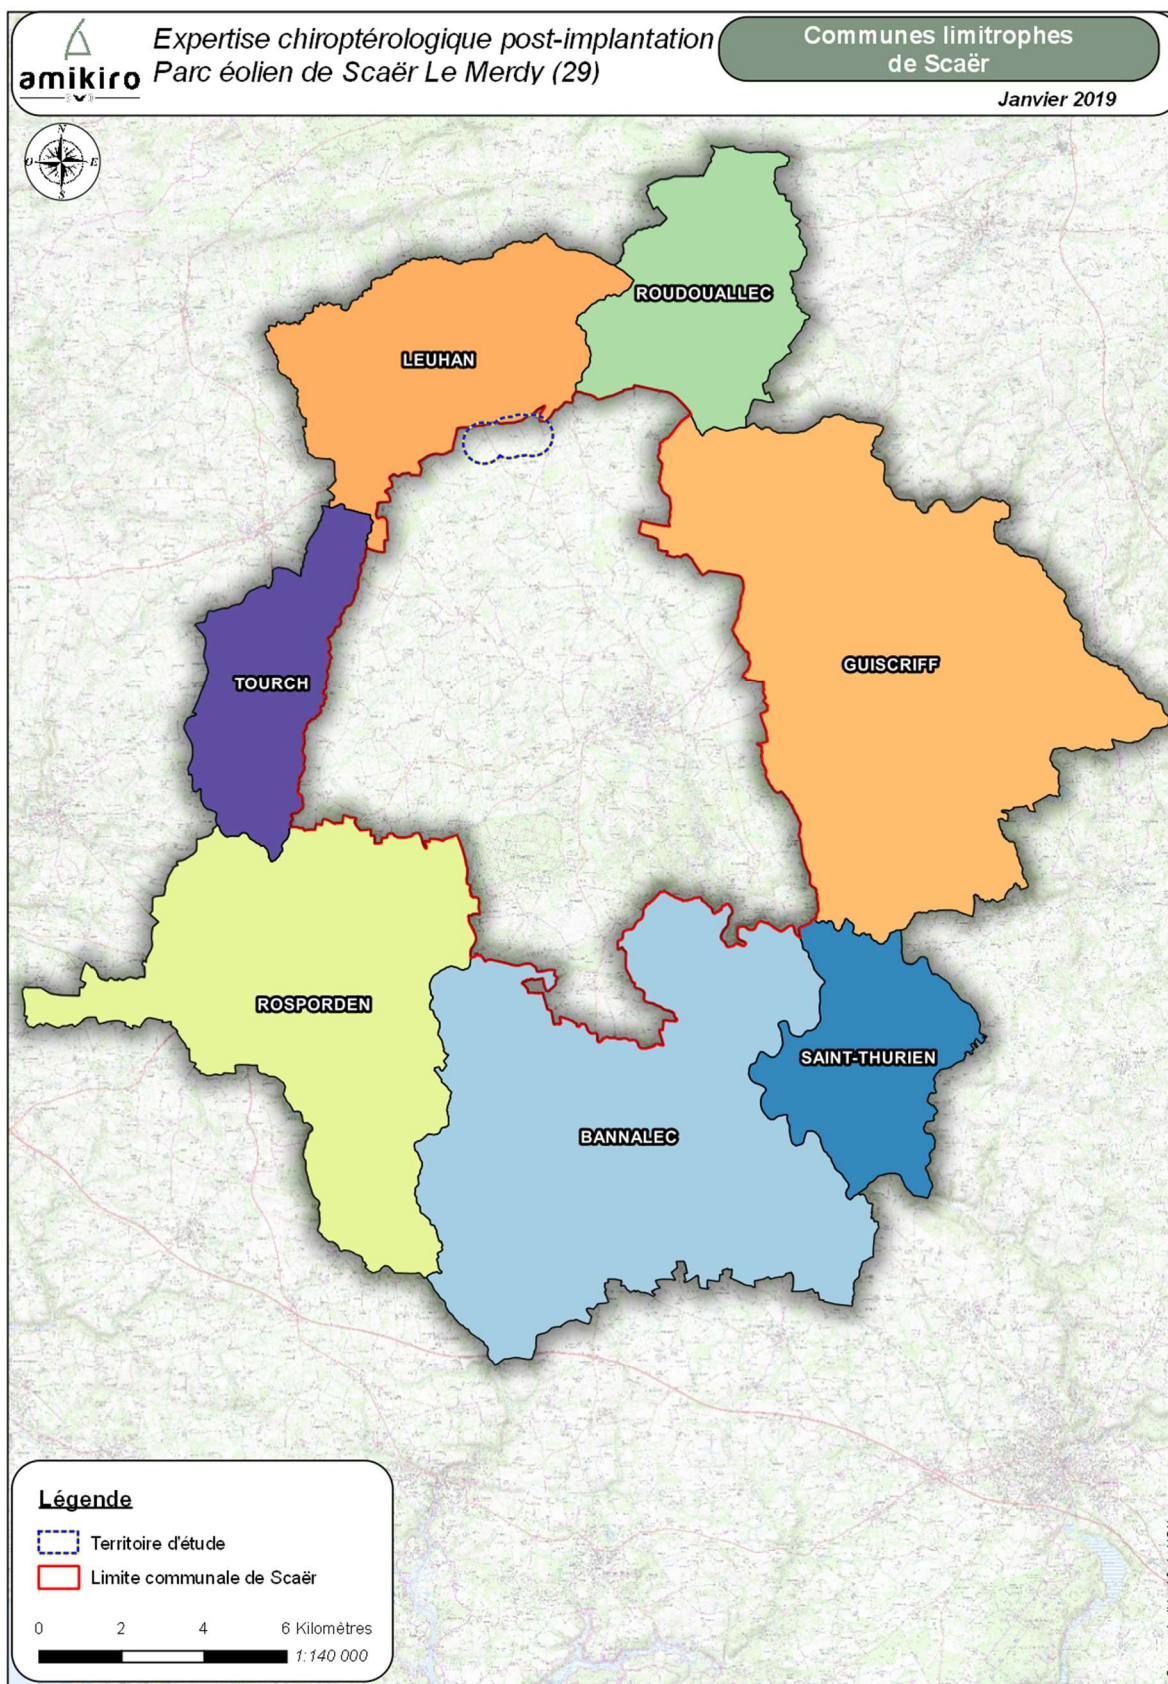 amikiro
Expertise chiroptérologique post-implantation
Parc éolien de Scaër Le Merdy (29)
Communes limitrophes
de Scaër
Janvier 2019
N
O
E
S
ROUDOUALLEC
LEUHAN
GUISCRIFF
TOURCH
ROSPORDEN
SAINT-THURIEN
BANNALEC
Légende
Territoire d'étude
Limite communale de Scaër
0 2 4 6 Kilomètres
1:140 000